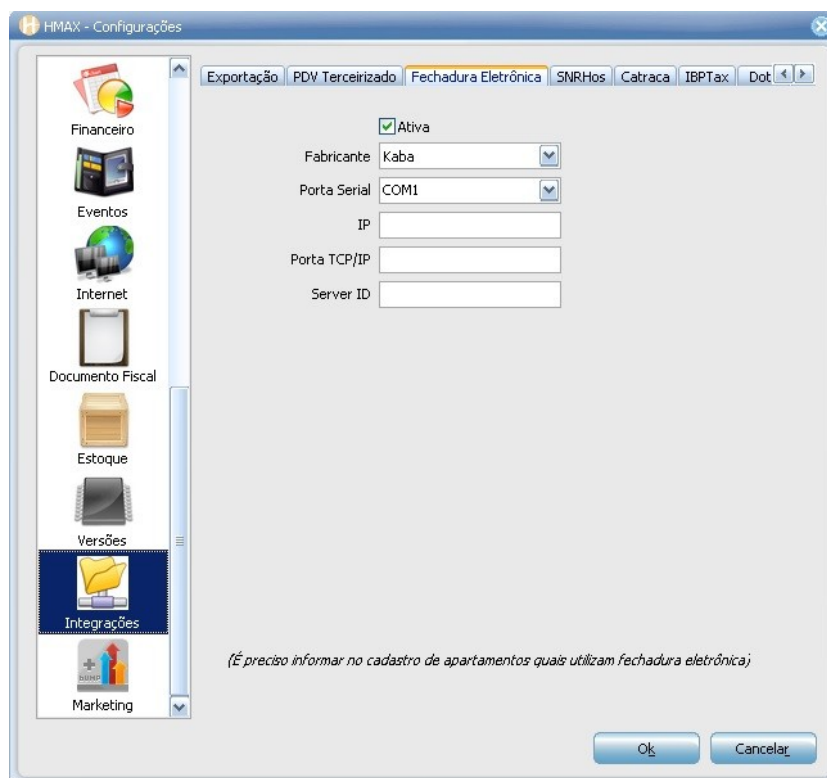 HMAX - Configurações
Financeiro
Eventos
Internet
Documento Fiscal
Estoque
Versões
Integrações
Marketing
Exportação PDV Terceirizado Fechadura Eletrônica SNRHos Catraca IBPTax Dot
Ativa
Fabricante Kaba
Porta Serial COM1
IP
Porta TCP/IP
Server ID
(É preciso informar no cadastro de apartamentos quais utilizam fechadura eletrônica)
Ok Cancelar